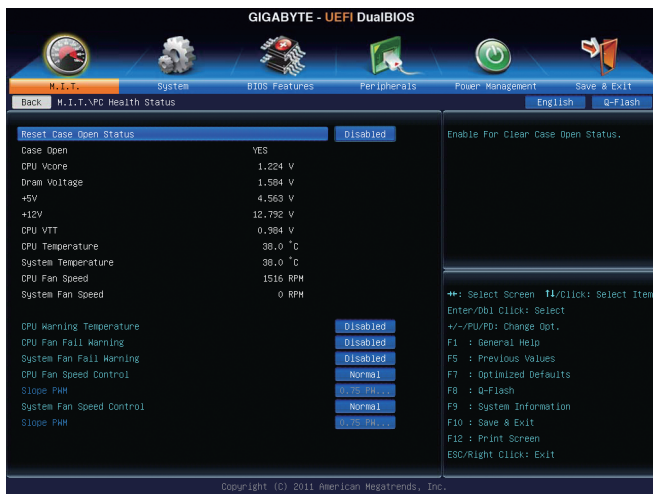 GIGABYTE - UEFI DualBIOS
M.I.T. System BIOS Features Peripherals Power Management Save & Exit
Back M.I.T.\PC Health Status English Q-Flash
Reset Case Open Status Disabled
Enable For Clear Case Open Status.
Case Open YES
CPU Vcore 1.224 V
Dram Voltage 1.584 V
+5V 4.563 V
+12V 12.792 V
CPU VTT 0.984 V
CPU Temperature 38.0 °C
System Temperature 38.0 °C
CPU Fan Speed 1516 RPM
System Fan Speed 0 RPM
CPU Warning Temperature Disabled
CPU Fan Fail Warning Disabled
System Fan Fail Warning Disabled
CPU Fan Speed Control Normal
Slope PWM 0.75 PW...
System Fan Speed Control Normal
Slope PWM 0.75 PW...
→←: Select Screen ↑↓/Click: Select Item
Enter/Dbl Click: Select
+/-/PU/PD: Change Opt.
F1 : General Help
F5 : Previous Values
F7 : Optimized Defaults
F8 : Q-Flash
F9 : System Information
F10 : Save & Exit
F12 : Print Screen
ESC/Right Click: Exit
Copyright (C) 2011 American Megatrends, Inc.